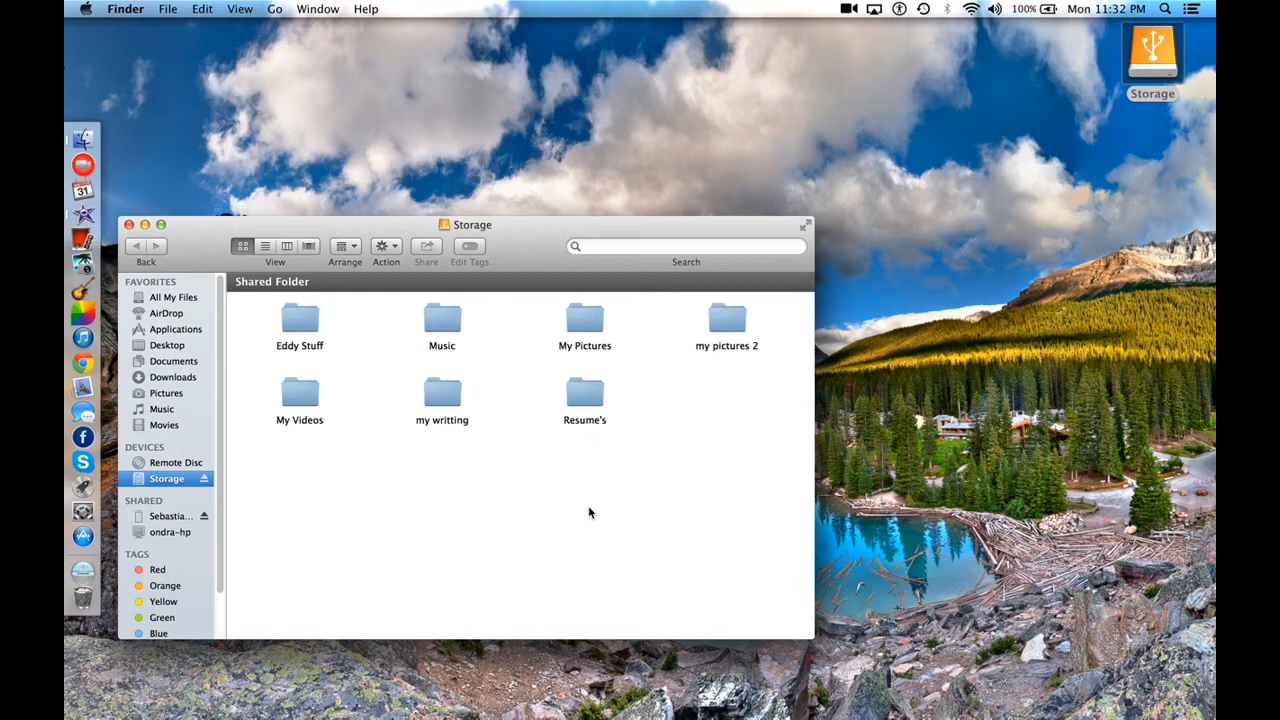 Finder File Edit View Go Window Help 100% Mon 11:32 PM
Storage
31
Storage
Back View Arrange Action Share Edit Tags Search
Shared Folder
FAVORITES
All My Files
AirDrop
Applications
Desktop
Documents
Downloads
Pictures
Music
Movies
DEVICES
Remote Disc
Storage
SHARED
Sebastia...
ondra-hp
TAGS
Red
Orange
Yellow
Green
Blue
Eddy Stuff Music My Pictures my pictures 2
My Videos my writting Resume's